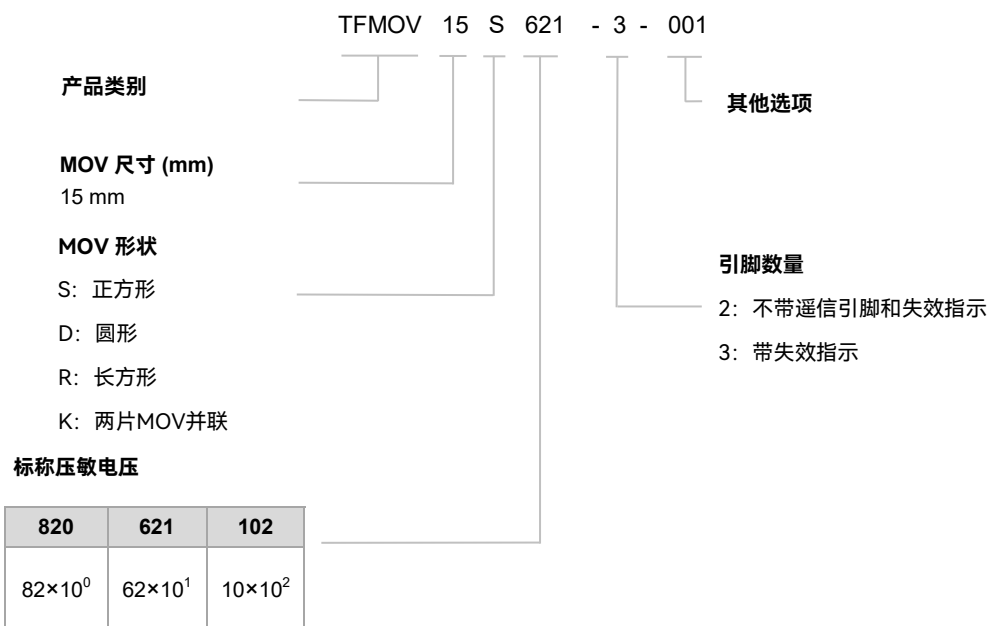 TFMOV 15 S 621 - 3 - 001
产品类别
其他选项
MOV 尺寸 (mm)
15 mm
MOV 形状
S: 正方形
D: 圆形
R: 长方形
K: 两片MOV并联
引脚数量
2: 不带遥信引脚和失效指示
3: 带失效指示
标称压敏电压
820 621 102
82×10⁰ 62×10¹ 10×10²